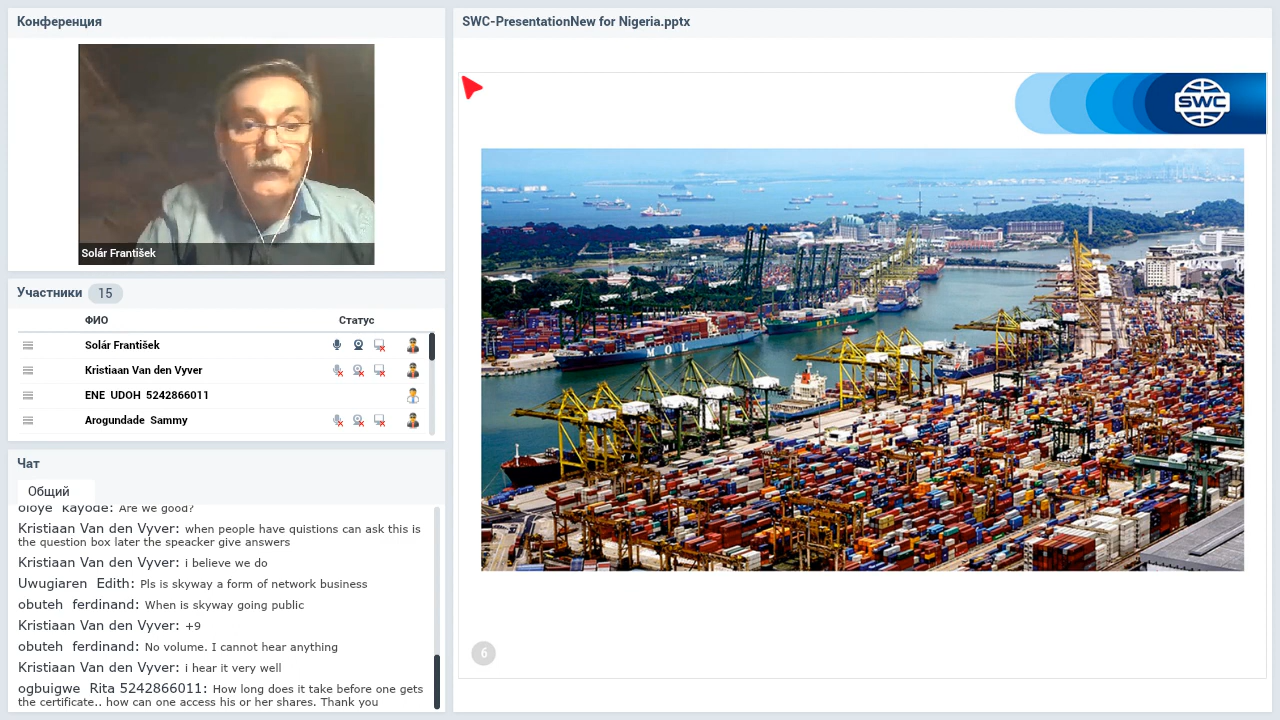 Конференция
Solár František
Участники 15
ФИО Статус
Solár František
Kristiaan Van den Vyver
ENE UDOH 5242866011
Arogundade Sammy
Чат
Общий
oloye kayode: Are we good?
Kristiaan Van den Vyver: when people have quistions can ask this is
the question box later the speacker give answers
Kristiaan Van den Vyver: i believe we do
Uwugiaren Edith: Pls is skyway a form of network business
obuteh ferdinand: When is skyway going public
Kristiaan Van den Vyver: +9
obuteh ferdinand: No volume. I cannot hear anything
Kristiaan Van den Vyver: i hear it very well
ogbuigwe Rita 5242866011: How long does it take before one gets
the certificate.. how can one access his or her shares. Thank you
SWC-PresentationNew for Nigeria.pptx
SWC
MOL
6